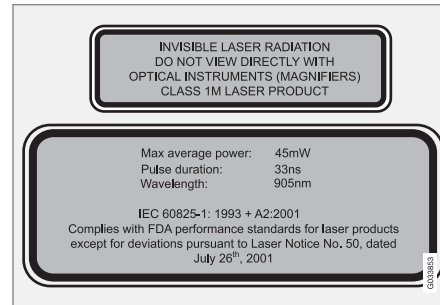 INVISIBLE LASER RADIATION
DO NOT VIEW DIRECTLY WITH
OPTICAL INSTRUMENTS (MAGNIFIERS)
CLASS 1M LASER PRODUCT
Max average power: 45mW
Pulse duration: 33ns
Wavelength: 905nm
IEC 60825-1: 1993 + A2:2001
Complies with FDA performance standards for laser products
except for deviations pursuant to Laser Notice No. 50, dated
July 26th, 2001
G033853